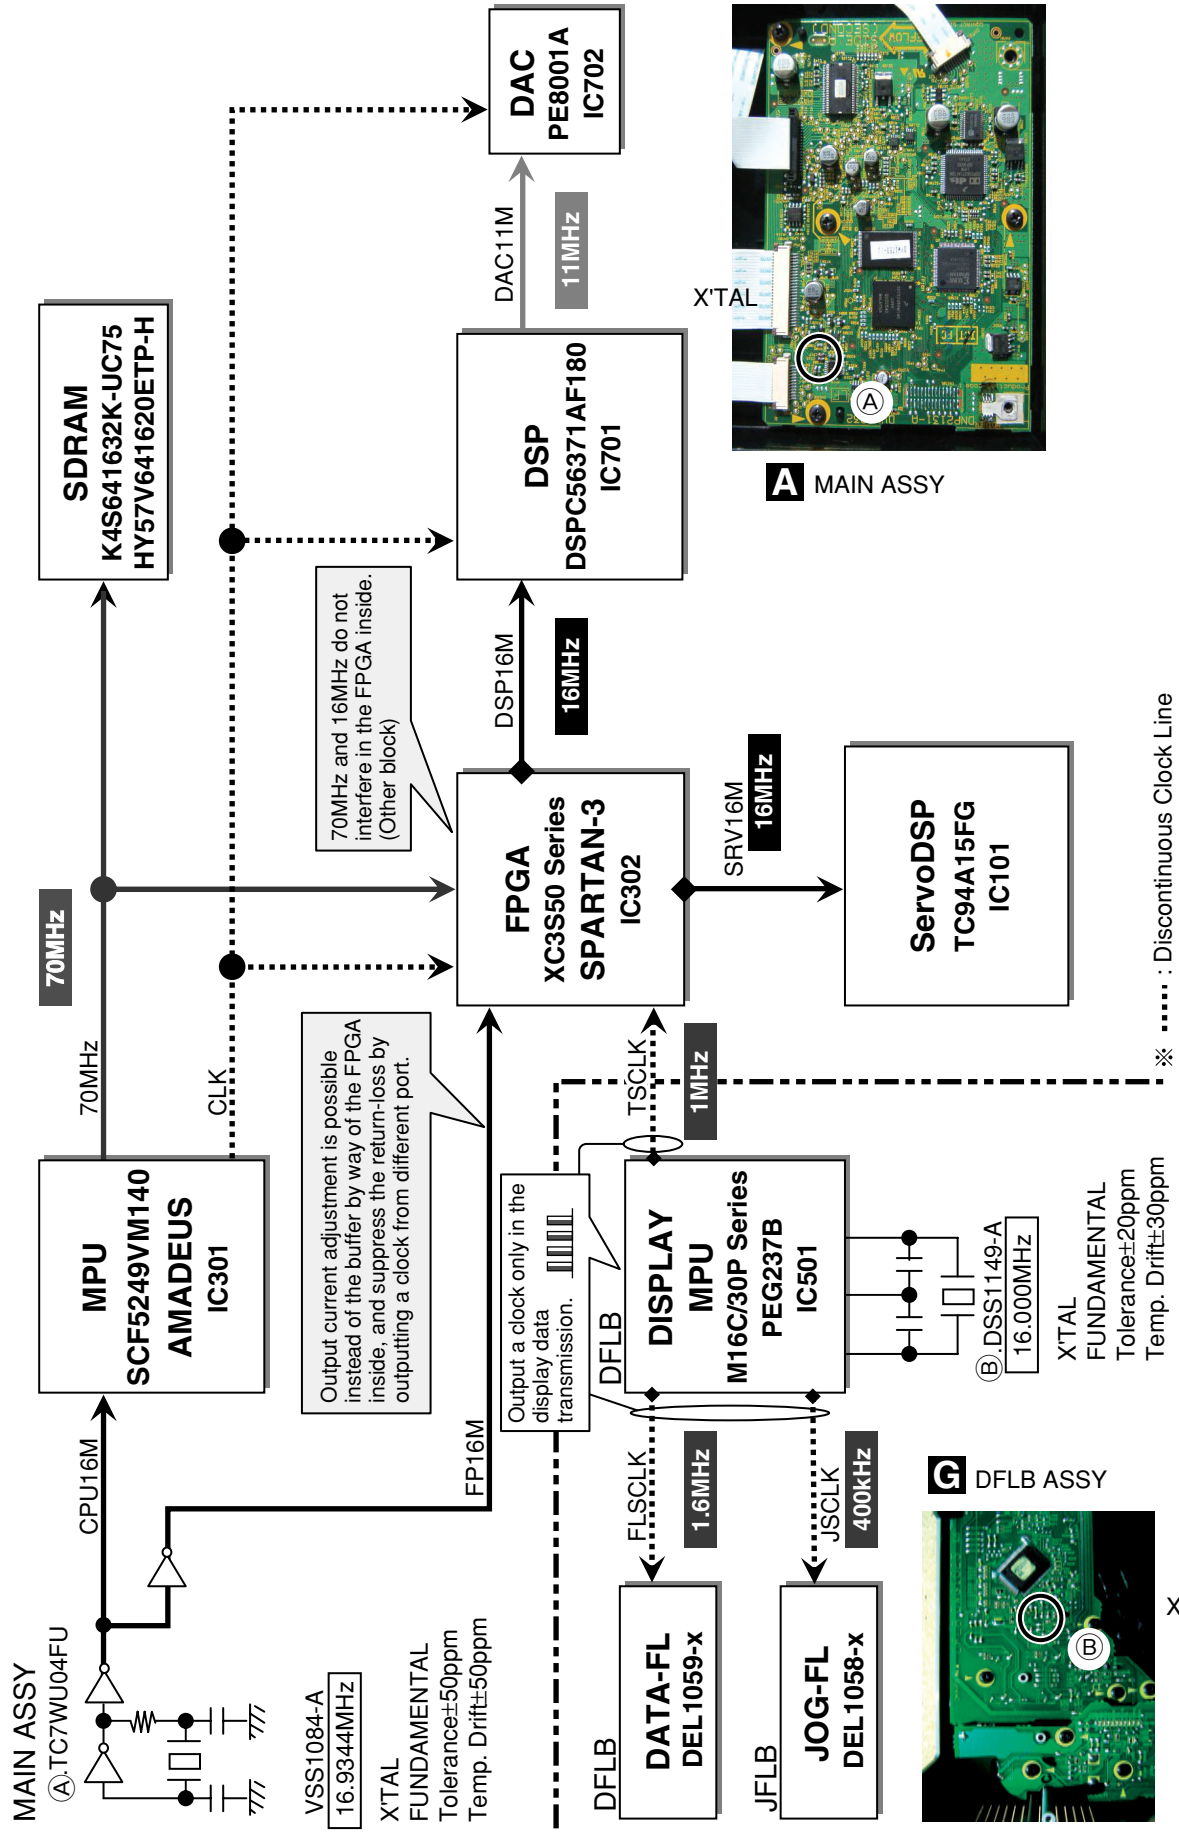 MAIN ASSY
Ⓐ.TC7WU04FU
VSS1084-A
16.9344MHz
X'TAL
FUNDAMENTAL
Tolerance±50ppm
Temp. Drift±50ppm
CPU16M
FP16M
MPU
SCF5249VM140
AMADEUS
IC301
70MHz
70MHz
CLK
SDRAM
K4S641632K-UC75
HY57V641620ETP-H
Output current adjustment is possible
instead of the buffer by way of the FPGA
inside, and suppress the return-loss by
outputting a clock from different port.
70MHz and 16MHz do not
interfere in the FPGA inside.
(Other block)
FPGA
XC3S50 Series
SPARTAN-3
IC302
DSP16M
16MHz
DSP
DSPC56371AF180
IC701
DAC11M
11MHz
DAC
PE8001A
IC702
SRV16M
16MHz
ServoDSP
TC94A15FG
IC101
Output a clock only in the
display data
transmission.
TSCLK
1MHz
DFLB
DISPLAY
MPU
M16C/30P Series
PEG237B
IC501
Ⓑ.DSS1149-A
16.000MHz
X'TAL
FUNDAMENTAL
Tolerance±20ppm
Temp. Drift±30ppm
FLSCLK
1.6MHz
JSCLK
400kHz
DFLB
DATA-FL
DEL1059-x
JFLB
JOG-FL
DEL1058-x
G DFLB ASSY
Ⓑ
X
A MAIN ASSY
X'TAL
Ⓐ
DNP2131-A
※ ······ : Discontinuous Clock Line